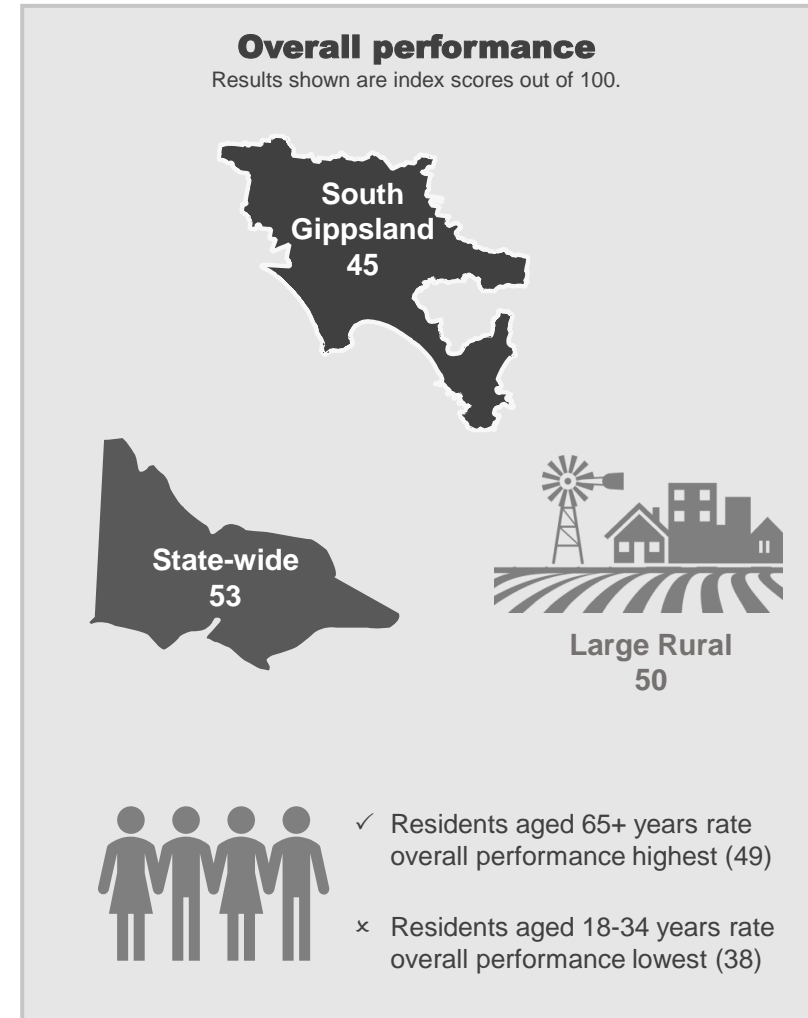 Overall performance
Results shown are index scores out of 100.
South
Gippsland
45
State-wide
53
Large Rural
50
✓ Residents aged 65+ years rate
overall performance highest (49)
× Residents aged 18-34 years rate
overall performance lowest (38)